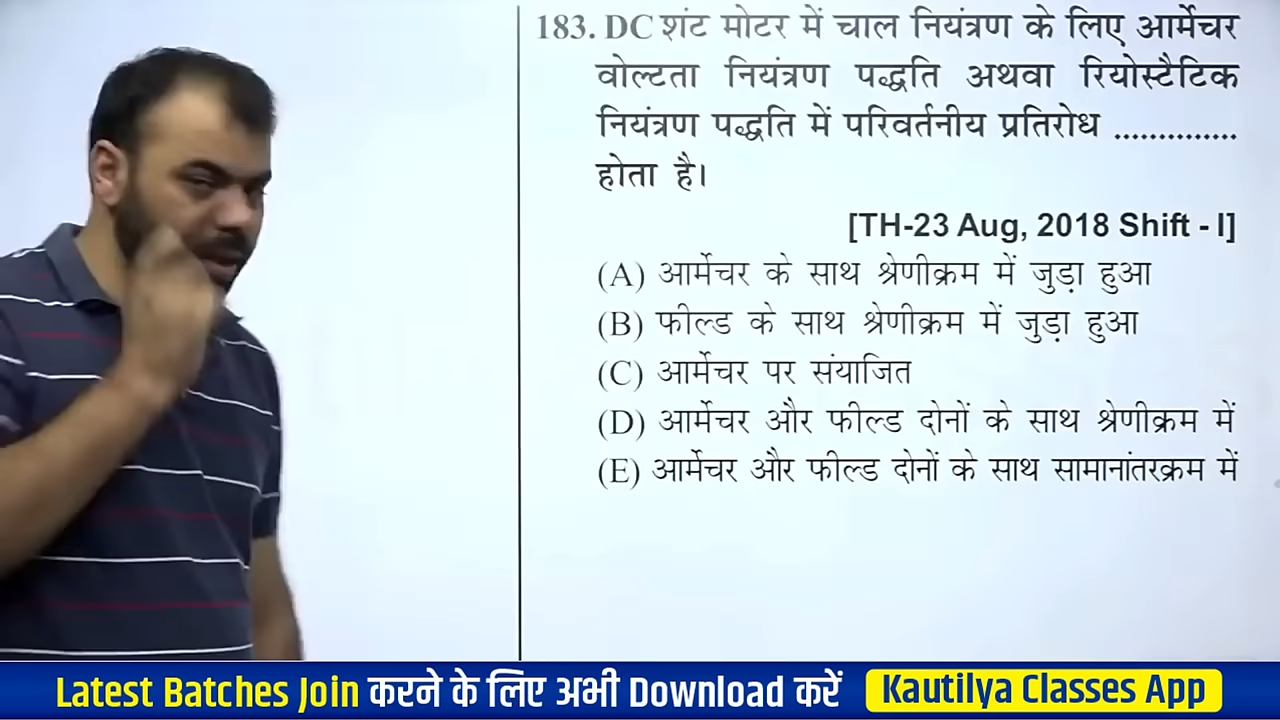 183. DC शंट मोटर में चाल नियंत्रण के लिए आर्मेचर
वोल्टता नियंत्रण पद्धति अथवा रियोस्टैटिक
नियंत्रण पद्धति में परिवर्तनीय प्रतिरोध ..............
होता है।
[TH-23 Aug, 2018 Shift - I]
(A) आर्मेचर के साथ श्रेणीक्रम में जुड़ा हुआ
(B) फील्ड के साथ श्रेणीक्रम में जुड़ा हुआ
(C) आर्मेचर पर संयाजित
(D) आर्मेचर और फील्ड दोनों के साथ श्रेणीक्रम में
(E) आर्मेचर और फील्ड दोनों के साथ सामानांतरक्रम में
Latest Batches Join करने के लिए अभी Download करें Kautilya Classes App